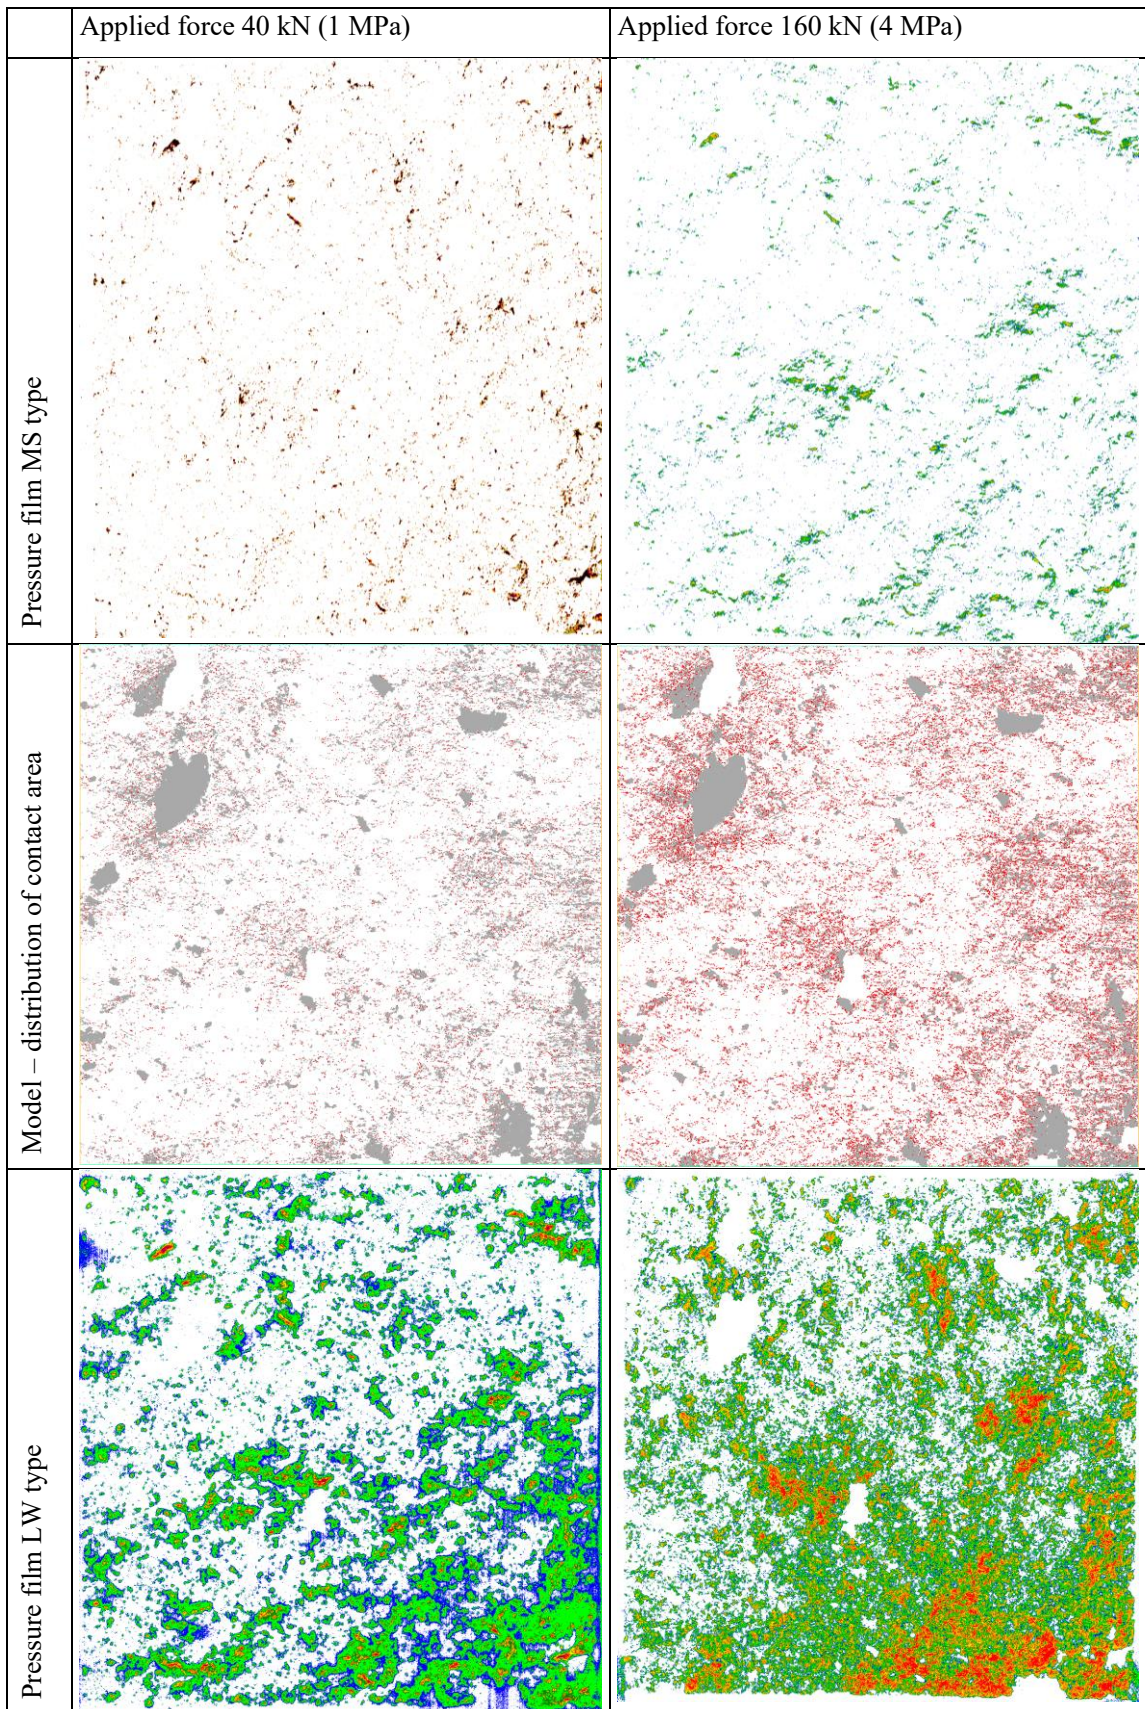 Applied force 40 kN (1 MPa)
Applied force 160 kN (4 MPa)
Pressure film MS type
Model – distribution of contact area
Pressure film LW type